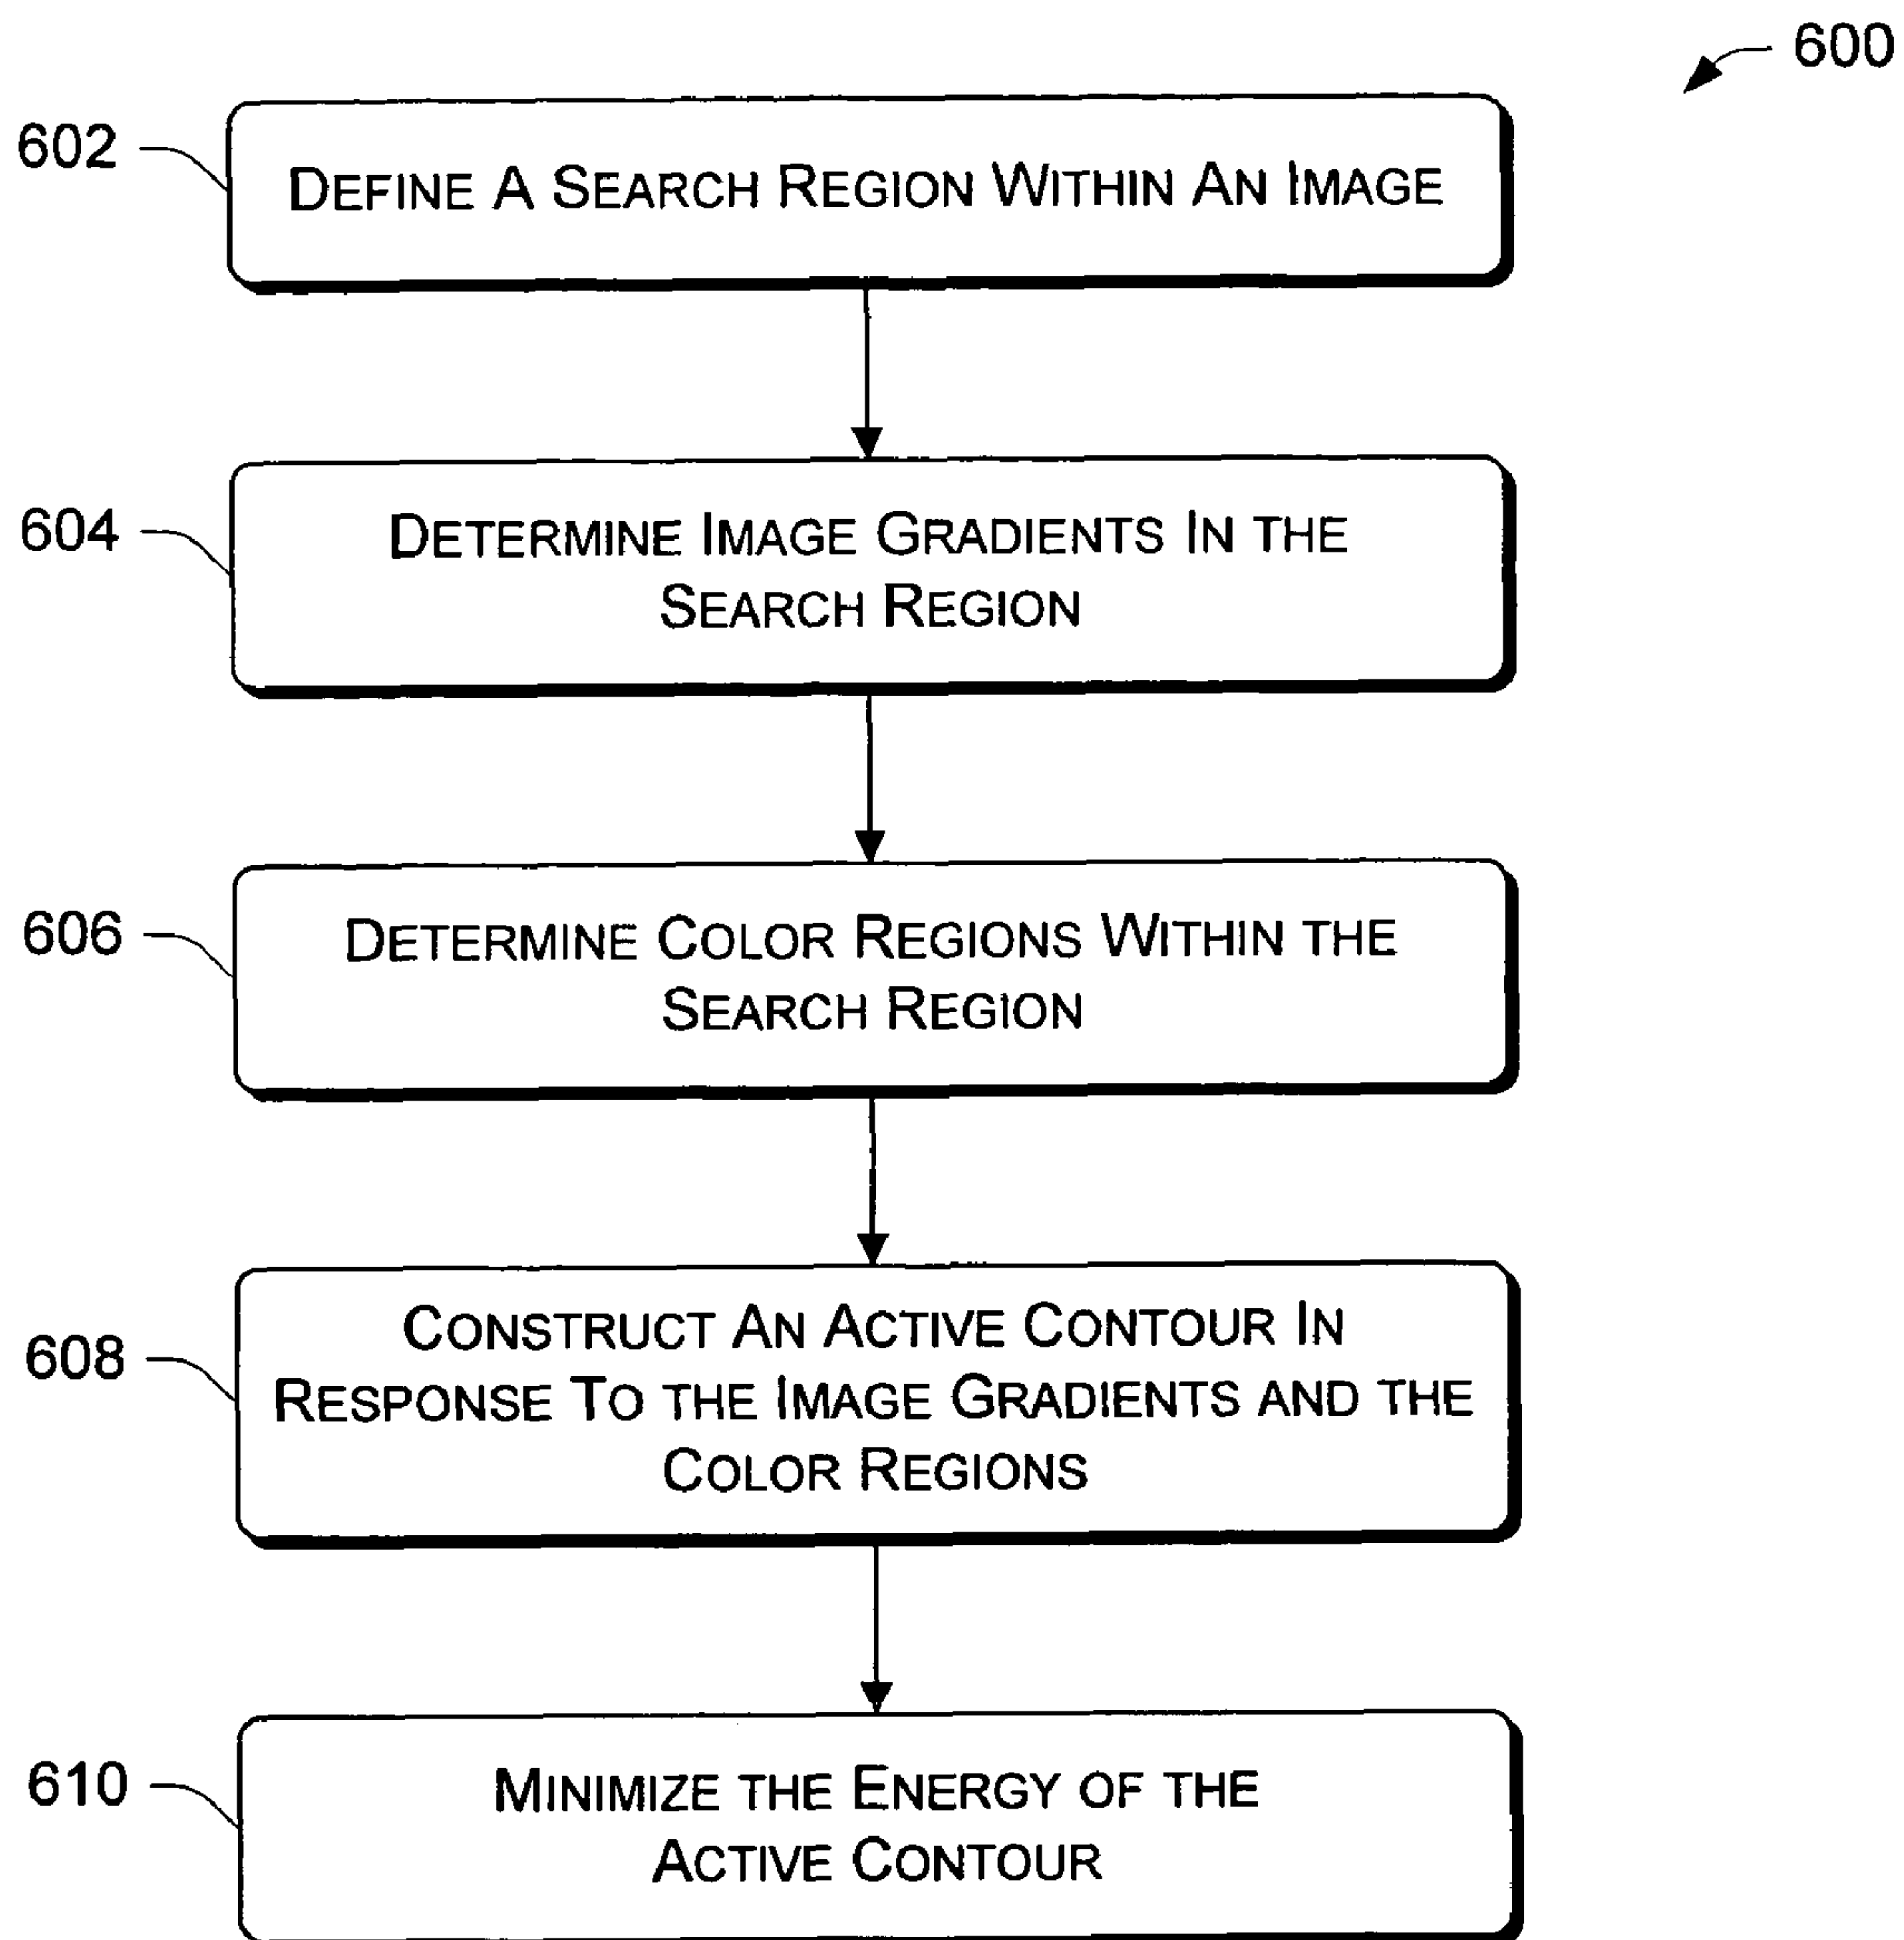 600
602
DEFINE A SEARCH REGION WITHIN AN IMAGE
604
DETERMINE IMAGE GRADIENTS IN THE
SEARCH REGION
606
DETERMINE COLOR REGIONS WITHIN THE
SEARCH REGION
608
CONSTRUCT AN ACTIVE CONTOUR IN
RESPONSE TO THE IMAGE GRADIENTS AND THE
COLOR REGIONS
610
MINIMIZE THE ENERGY OF THE
ACTIVE CONTOUR